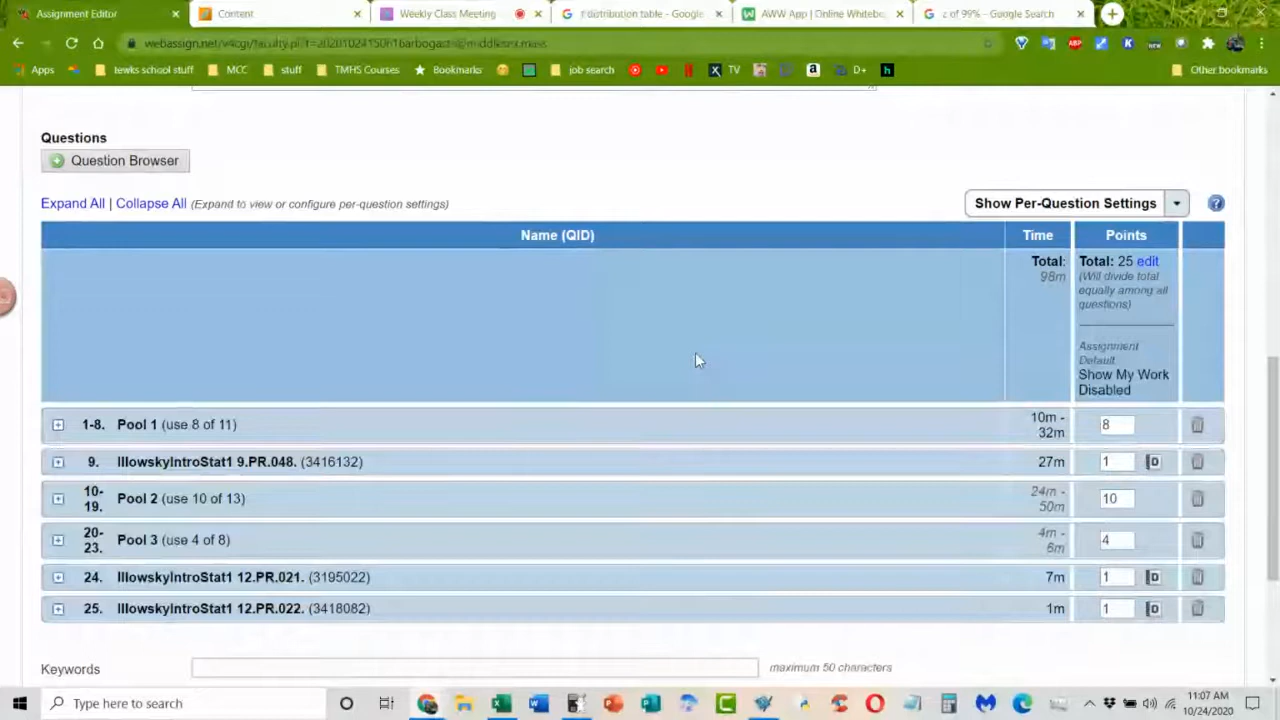 Assignment Editor
Content
Weekly Class Meeting
distribution table - Google
AWW App | Online Whitebo
z of 99% - Google Search
Apps
tewks school stuff
MCC
stuff
TMHS Courses
Bookmarks
job search
X TV
a
D+
h
Other bookmarks
Questions
Question Browser
Expand All | Collapse All (Expand to view or configure per-question settings)
Show Per-Question Settings
Name (QID)
Time
Points
Total:
98m
Total: 25 edit
(Will divide total
equally among all
questions)
Assignment
Default
Show My Work
Disabled
1-8. Pool 1 (use 8 of 11)
10m -
32m
8
9. IllowskyIntroStat1 9.PR.048. (3416132)
27m
1
10-
19.
Pool 2 (use 10 of 13)
24m -
50m
10
20-
23.
Pool 3 (use 4 of 8)
4m -
6m
4
24. IllowskyIntroStat1 12.PR.021. (3195022)
7m
1
25. IllowskyIntroStat1 12.PR.022. (3418082)
1m
1
Keywords
maximum 50 characters
Type here to search
11:07 AM
10/24/2020